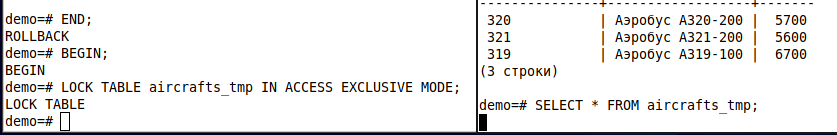 demo=# END;
ROLLBACK
demo=# BEGIN;
BEGIN
demo=# LOCK TABLE aircrafts_tmp IN ACCESS EXCLUSIVE MODE;
LOCK TABLE
demo=#
---------------+------------------+-------
320 | Аэробус A320-200 | 5700
321 | Аэробус A321-200 | 5600
319 | Аэробус A319-100 | 6700
(3 строки)
demo=# SELECT * FROM aircrafts_tmp;